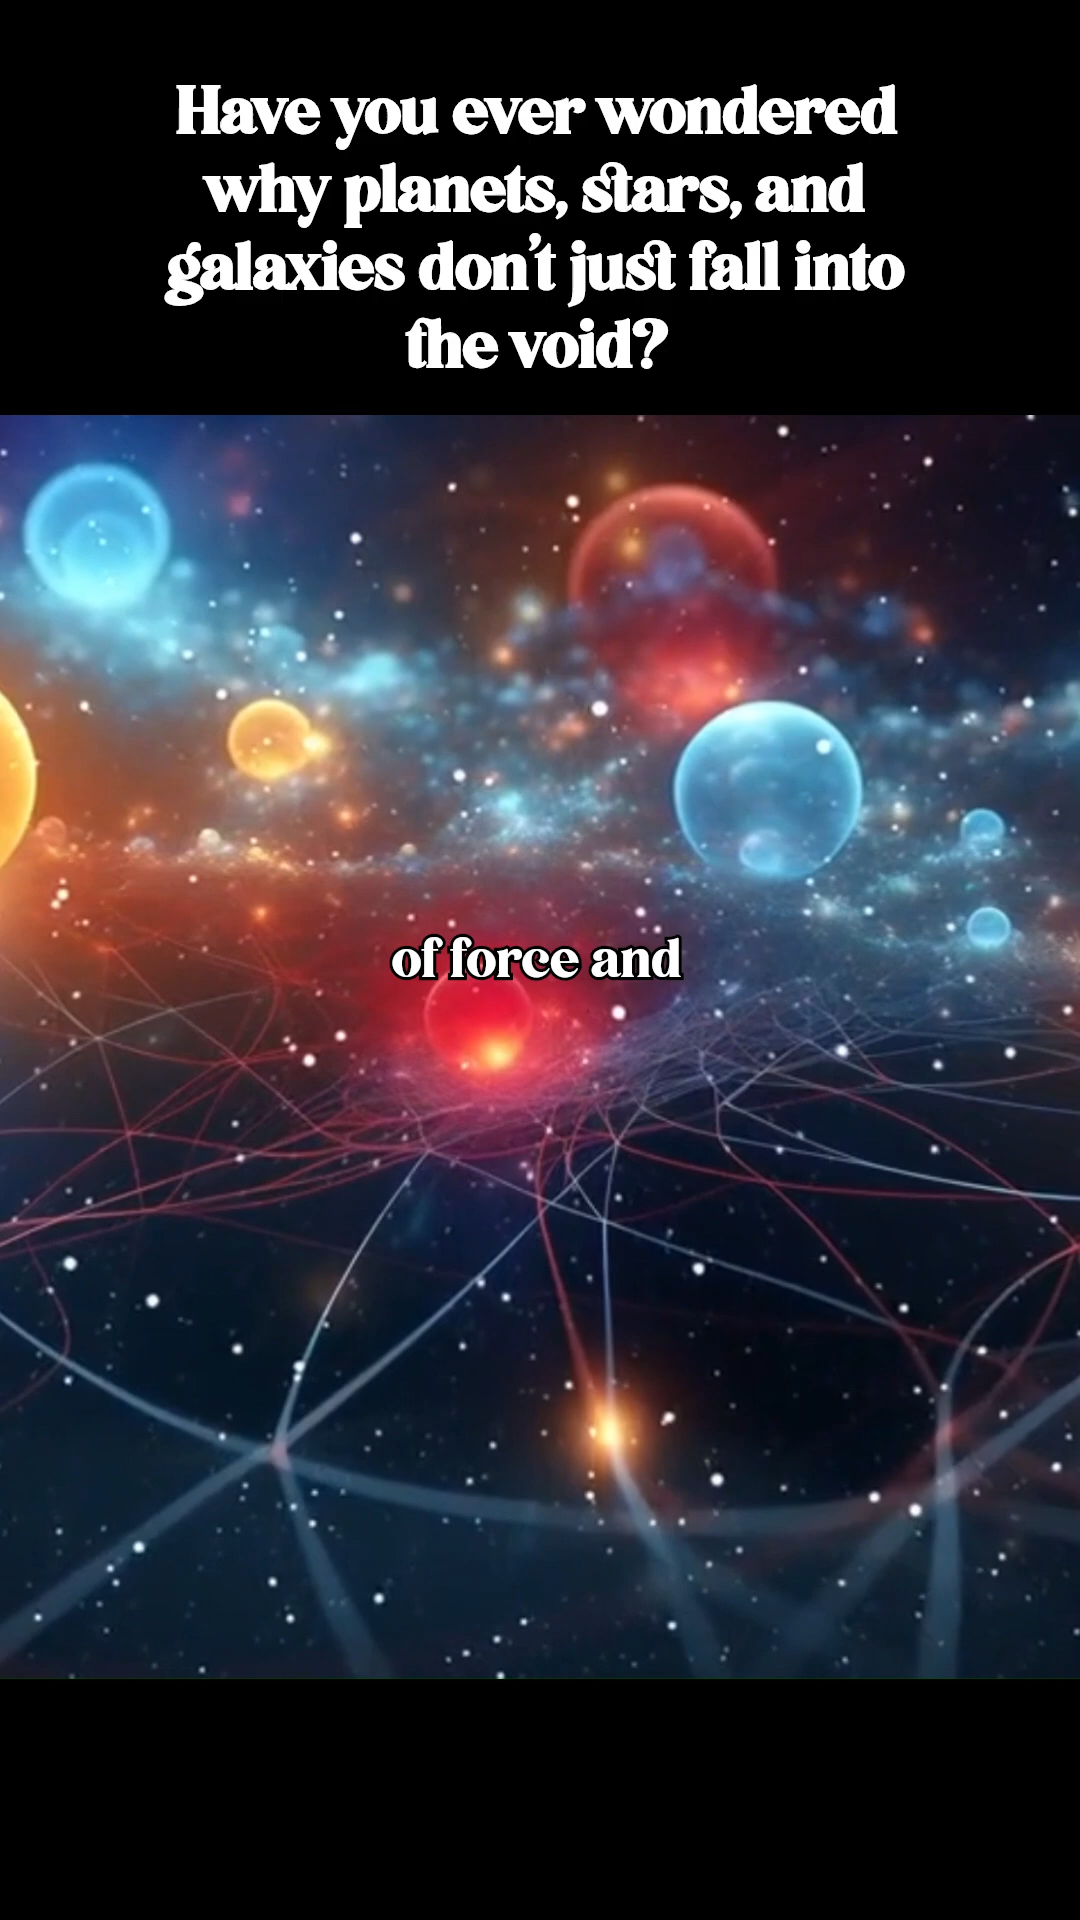 Have you ever wondered
why planets, stars, and
galaxies don't just fall into
the void?
of force and